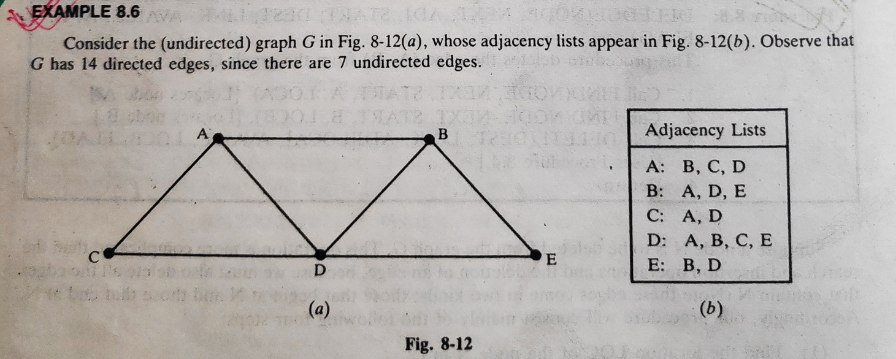 EXAMPLE 8.6
Consider the (undirected) graph G in Fig. 8-12(a), whose adjacency lists appear in Fig. 8-12(b). Observe that
G has 14 directed edges, since there are 7 undirected edges.
A
B
C
D
E
(a)
Adjacency Lists
A: B, C, D
B: A, D, E
C: A, D
D: A, B, C, E
E: B, D
(b)
Fig. 8-12